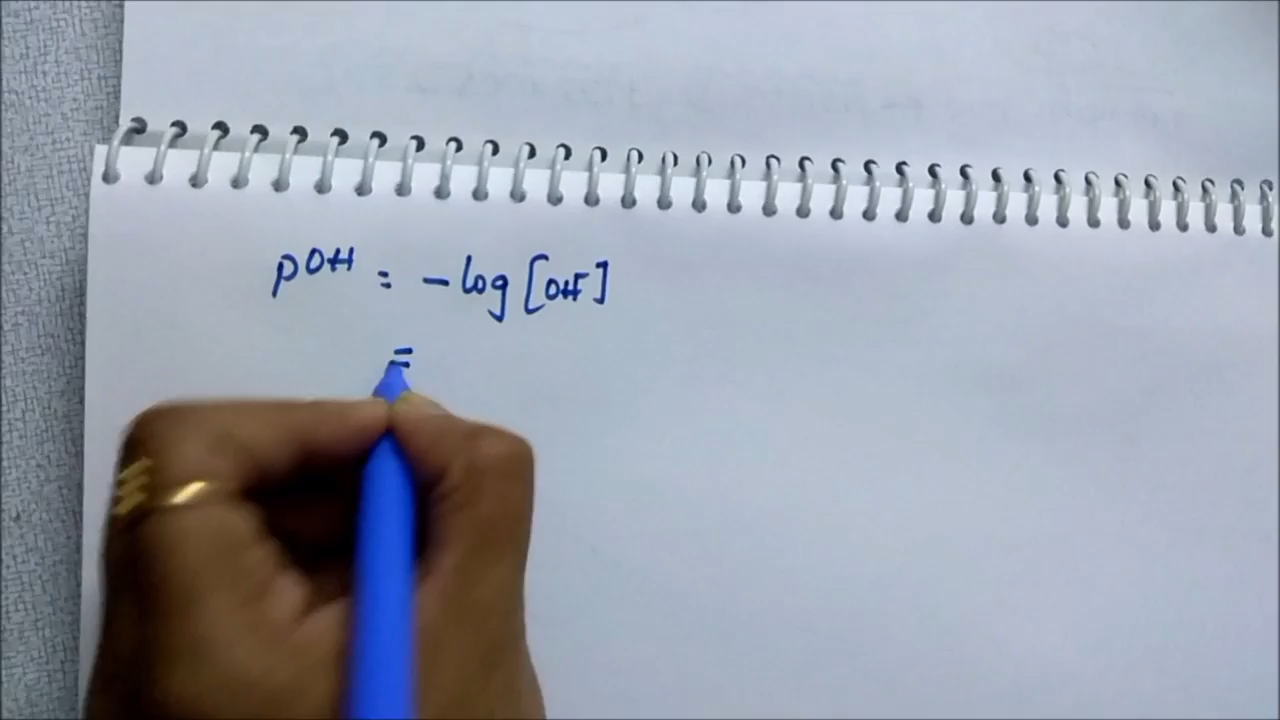 pOH = -log [OH⁻]
=